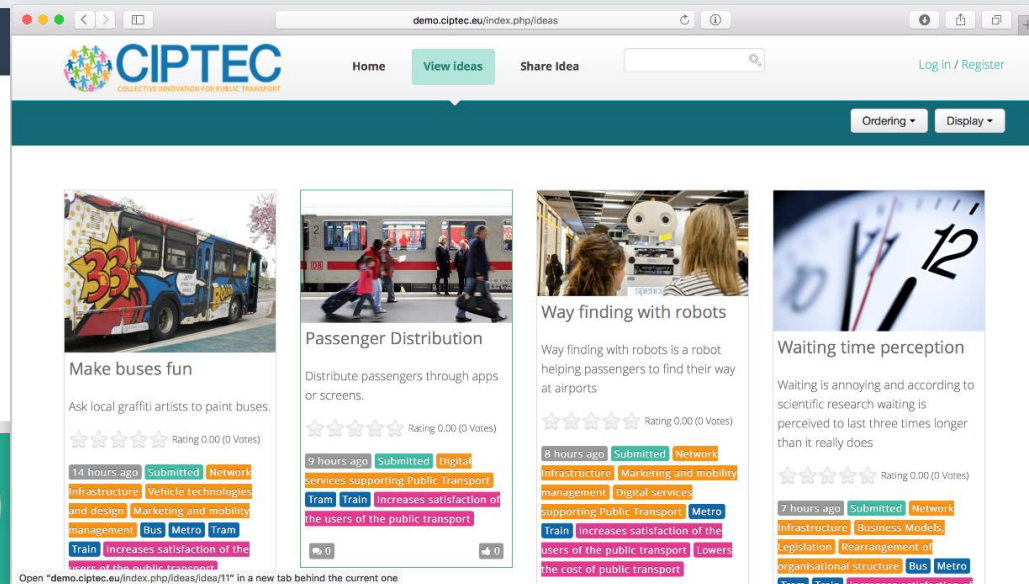 demo.ciptec.eu/index.php/ideas
CIPTEC
COLLECTIVE INNOVATION FOR PUBLIC TRANSPORT
Home
View ideas
Share Idea
Log in / Register
Ordering
Display
33!
Make buses fun
Ask local graffiti artists to paint buses.
Rating 0.00 (0 Votes)
14 hours ago Submitted Network
Infrastructure Vehicle technologies
and design Marketing and mobility
management Bus Metro Tram
Train Increases satisfaction of the
users of the public transport
2
DB
Passenger Distribution
Distribute passengers through apps
or screens.
Rating 0.00 (0 Votes)
9 hours ago Submitted Digital
services supporting Public Transport
Tram Train Increases satisfaction of
the users of the public transport
0
0
spencer
Way finding with robots
Way finding with robots is a robot
helping passengers to find their way
at airports
Rating 0.00 (0 Votes)
8 hours ago Submitted Network
Infrastructure Marketing and mobility
management Digital services
supporting Public Transport Metro
Train Increases satisfaction of the
users of the public transport Lowers
the cost of public transport
12
Waiting time perception
Waiting is annoying and according to
scientific research waiting is
perceived to last three times longer
than it really does
Rating 0.00 (0 Votes)
7 hours ago Submitted Network
Infrastructure Business Models,
Legislation Rearrangement of
organisational structure Bus Metro
Tram Train Increases satisfaction of
Open "demo.ciptec.eu/index.php/ideas/idea/11" in a new tab behind the current one